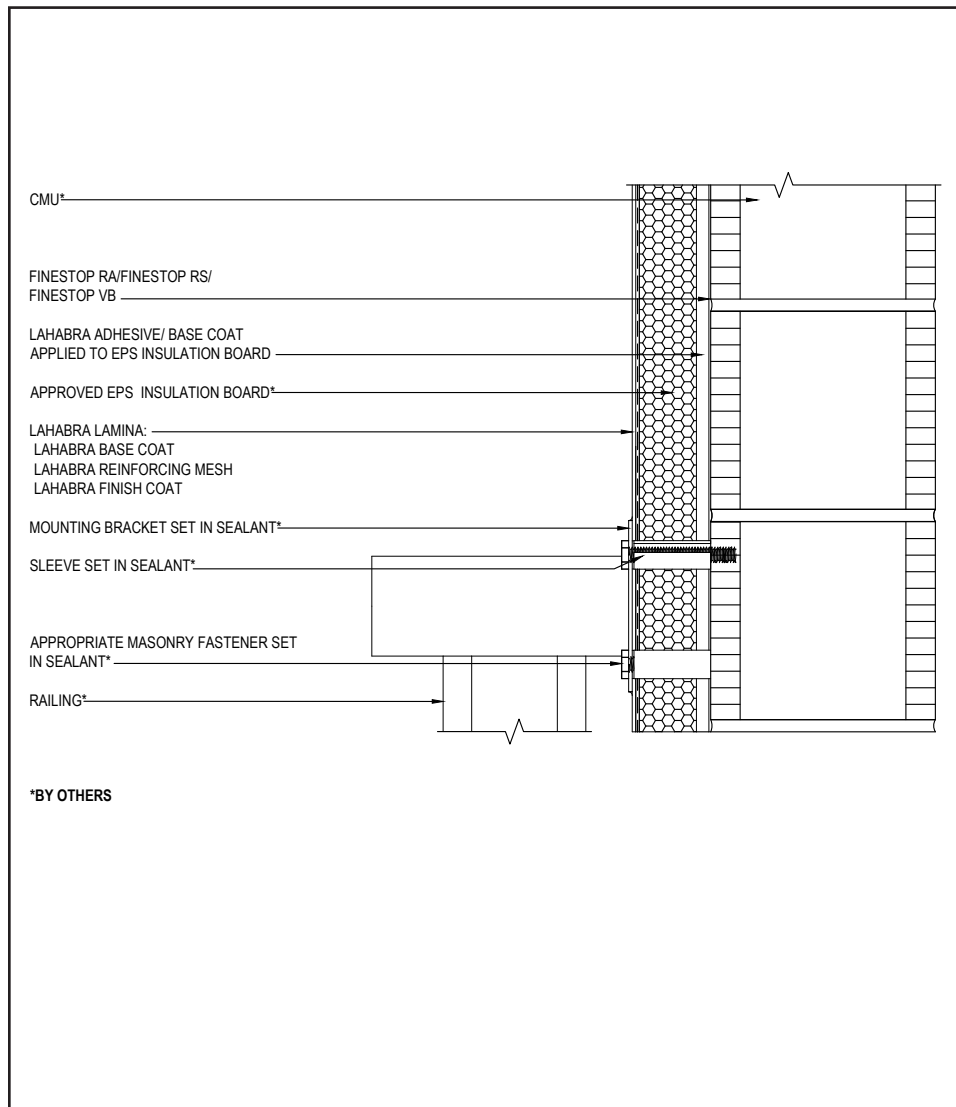 CMU*
FINESTOP RA/FINESTOP RS/
FINESTOP VB
LAHABRA ADHESIVE/ BASE COAT
APPLIED TO EPS INSULATION BOARD
APPROVED EPS  INSULATION BOARD*
LAHABRA LAMINA:
LAHABRA BASE COAT
LAHABRA REINFORCING MESH
LAHABRA FINISH COAT
MOUNTING BRACKET SET IN SEALANT*
SLEEVE SET IN SEALANT*
APPROPRIATE MASONRY FASTENER SET
IN SEALANT*
RAILING*
*BY OTHERS